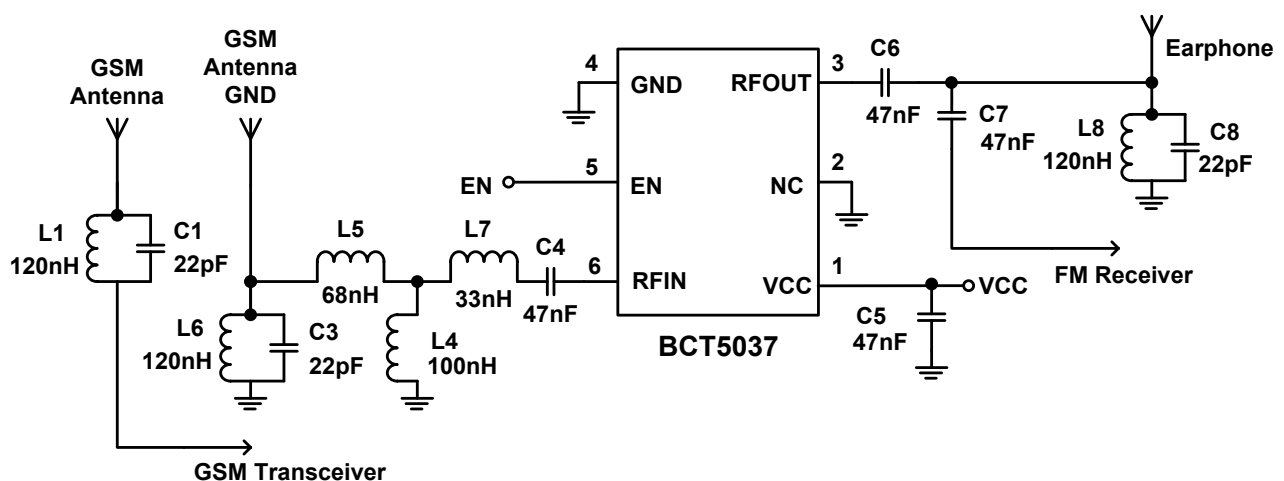 GSM
Antenna
GSM
Antenna
GND
L1
120nH
C1
22pF
GSM Transceiver
L6
120nH
C3
22pF
L5
68nH
L4
100nH
L7
33nH
C4
47nF
EN
4
GND
5
EN
6
RFIN
RFOUT
3
NC
2
VCC
1
BCT5037
C6
47nF
C7
47nF
FM Receiver
Earphone
L8
120nH
C8
22pF
C5
47nF
VCC